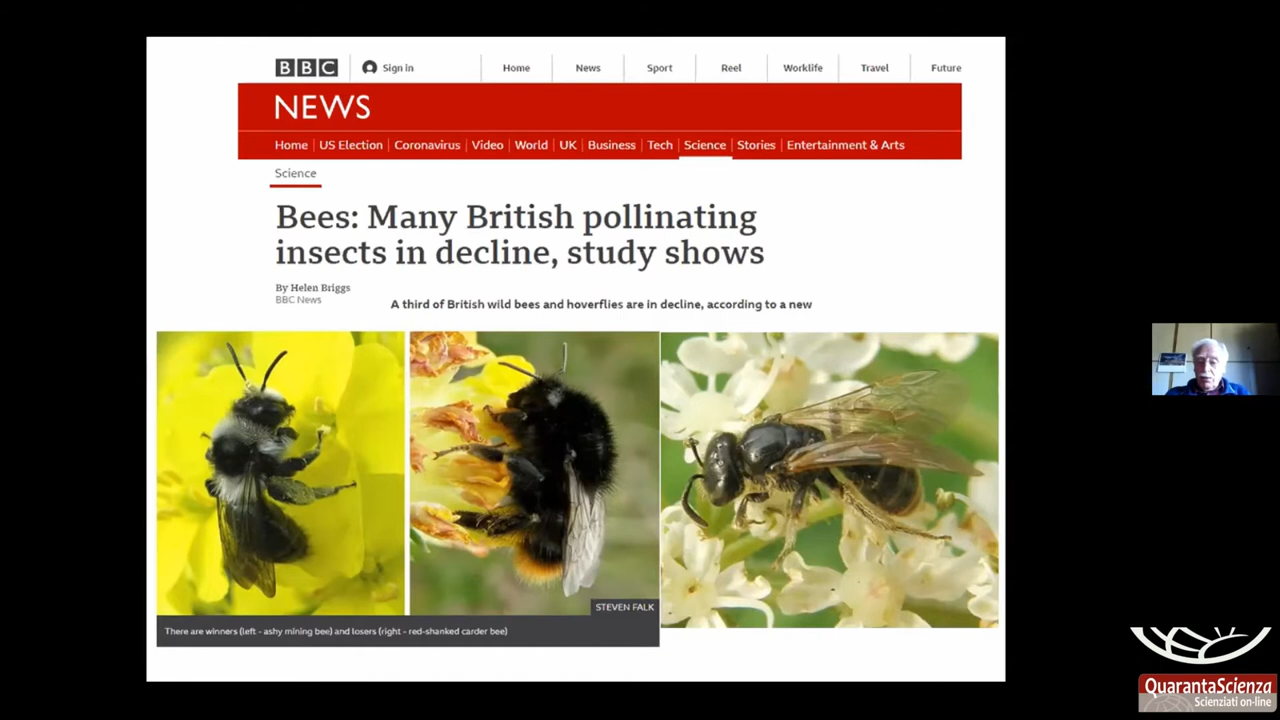 BBC
Sign in
Home
News
Sport
Reel
Worklife
Travel
Future
NEWS
Home
US Election
Coronavirus
Video
World
UK
Business
Tech
Science
Stories
Entertainment & Arts
Science
Bees: Many British pollinating
insects in decline, study shows
By Helen Briggs
BBC News
A third of British wild bees and hoverflies are in decline, according to a new
STEVEN FALK
There are winners (left - ashy mining bee) and losers (right - red-shanked carder bee)
QuarantaScienza
Scienziati on-line